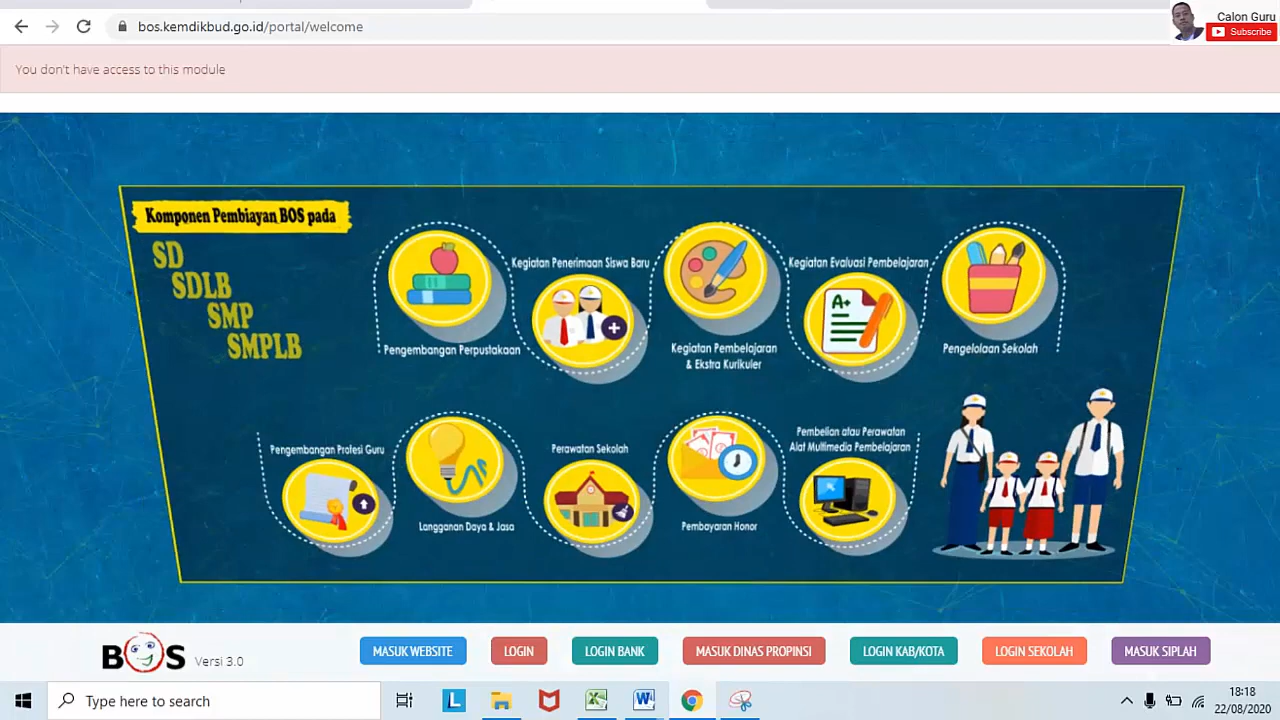 bos.kemdikbud.go.id/portal/welcome
Calon Guru
Subscribe
You don't have access to this module
Komponen Pembiayan BOS pada
SD
SDLB
SMP
SMPLB
Pengembangan Perpustakaan
Kegiatan Penerimaan Siswa Baru
Kegiatan Pembelajaran
& Ekstra Kurikuler
Kegiatan Evaluasi Pembelajaran
A+
Pengelolaan Sekolah
Pengembangan Profesi Guru
Langganan Daya & Jasa
Perawatan Sekolah
Pembayaran Honor
Pembelian atau Perawatan
Alat Multimedia Pembelajaran
BOS Versi 3.0
MASUK WEBSITE
LOGIN
LOGIN BANK
MASUK DINAS PROPINSI
LOGIN KAB/KOTA
LOGIN SEKOLAH
MASUK SIPLAH
Type here to search
L
W
18:18
22/08/2020